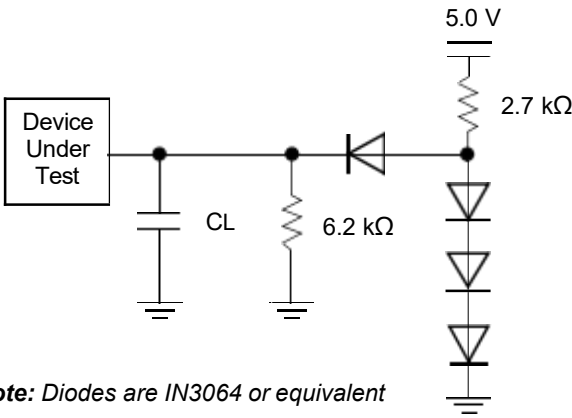 5.0 V
2.7 kΩ
Device
Under
Test
CL
6.2 kΩ
ote: Diodes are IN3064 or equivalent